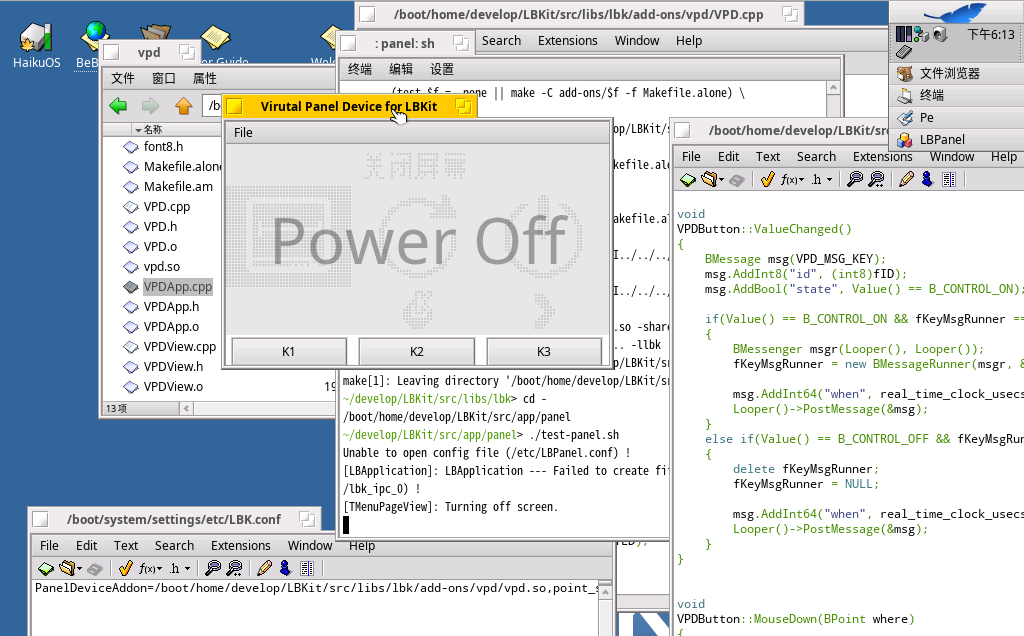 /boot/home/develop/LBKit/src/libs/lbk/add-ons/vpd/VPD.cpp
下午6:13
文件浏览器
终端
Pe
LBPanel
HaikuOS
vpd
文件 窗口 属性
名称
font8.h
Makefile.alone
Makefile.am
VPD.cpp
VPD.h
VPD.o
vpd.so
VPDApp.cpp
VPDApp.h
VPDApp.o
VPDView.cpp
VPDView.h
VPDView.o
13 项
: panel: sh
Search Extensions Window Help
终端 编辑 设置
(test $f = none || make -C add-ons/$f -f Makefile.alone) \
Virutal Panel Device for LBKit
File
关闭屏幕
Power Off
K1 K2 K3
make[1]: Leaving directory '/boot/home/develop/LBKit/sr
~/develop/LBKit/src/libs/lbk> cd -
/boot/home/develop/LBKit/src/app/panel
~/develop/LBKit/src/app/panel> ./test-panel.sh
Unable to open config file (/etc/LBPanel.conf) !
[LBApplication]: LBApplication --- Failed to create fi
/lbk_ipc_0) !
[TMenuPageView]: Turning off screen.
/boot/home/develop/LBKit/src
File Edit Text Search Extensions Window Help
void
VPDButton::ValueChanged()
{
BMessage msg(VPD_MSG_KEY);
msg.AddInt8("id", (int8)fID);
msg.AddBool("state", Value() == B_CONTROL_ON);
if(Value() == B_CONTROL_ON && fKeyMsgRunner ==
{
BMessenger msgr(Looper(), Looper());
fKeyMsgRunner = new BMessageRunner(msgr, &
msg.AddInt64("when", real_time_clock_usecs
Looper()->PostMessage(&msg);
}
else if(Value() == B_CONTROL_OFF && fKeyMsgRun
{
delete fKeyMsgRunner;
fKeyMsgRunner = NULL;
msg.AddInt64("when", real_time_clock_usecs
Looper()->PostMessage(&msg);
}
}
void
VPDButton::MouseDown(BPoint where)
{
/boot/system/settings/etc/LBK.conf
File Edit Text Search Extensions Window Help
PanelDeviceAddon=/boot/home/develop/LBKit/src/libs/lbk/add-ons/vpd/vpd.so,point_s